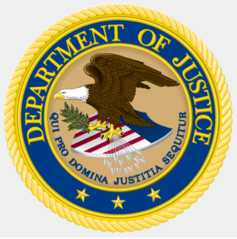 DEPARTMENT OF JUSTICE
QUI PRO DOMINA JUSTITIA SEQUITUR